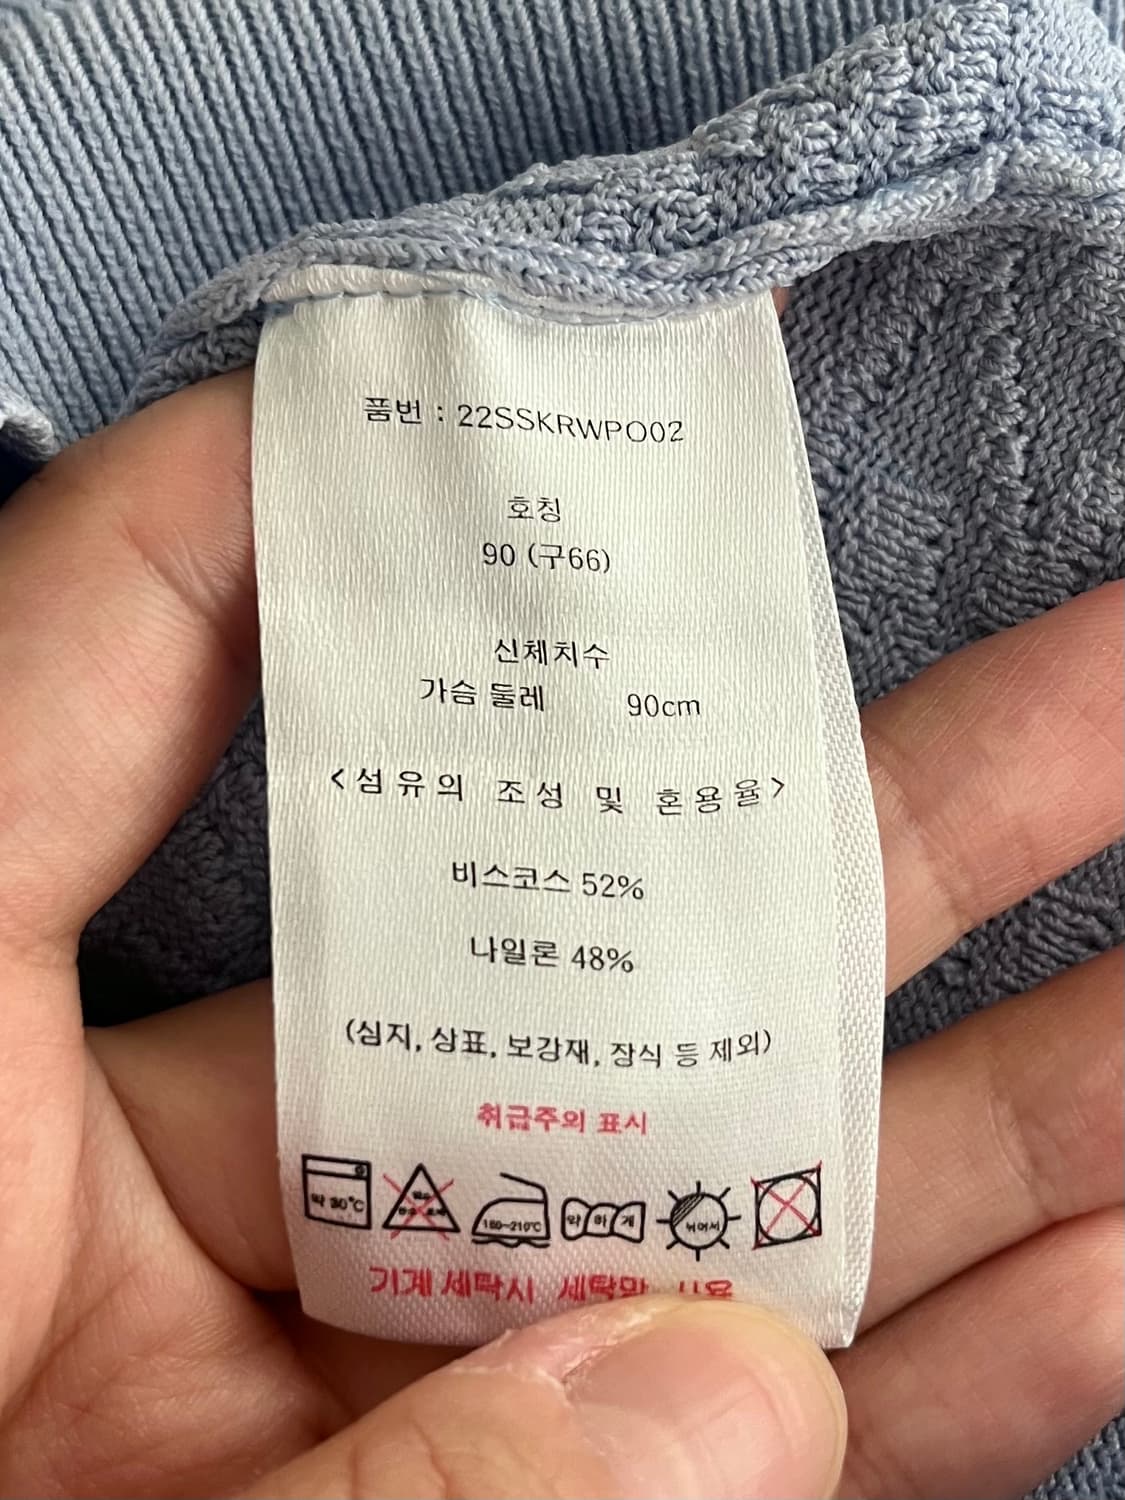 품번 : 22SSKRWPO02
호칭
90 (구66)
신체치수
가슴 둘레 90cm
<섬유의 조성 및 혼용율>
비스코스 52%
나일론 48%
(심지, 상표, 보강재, 장식 등 제외)
취급주의 표시
약 30°C
180~210°C
약하게
뉘어서
기계 세탁시 세탁망